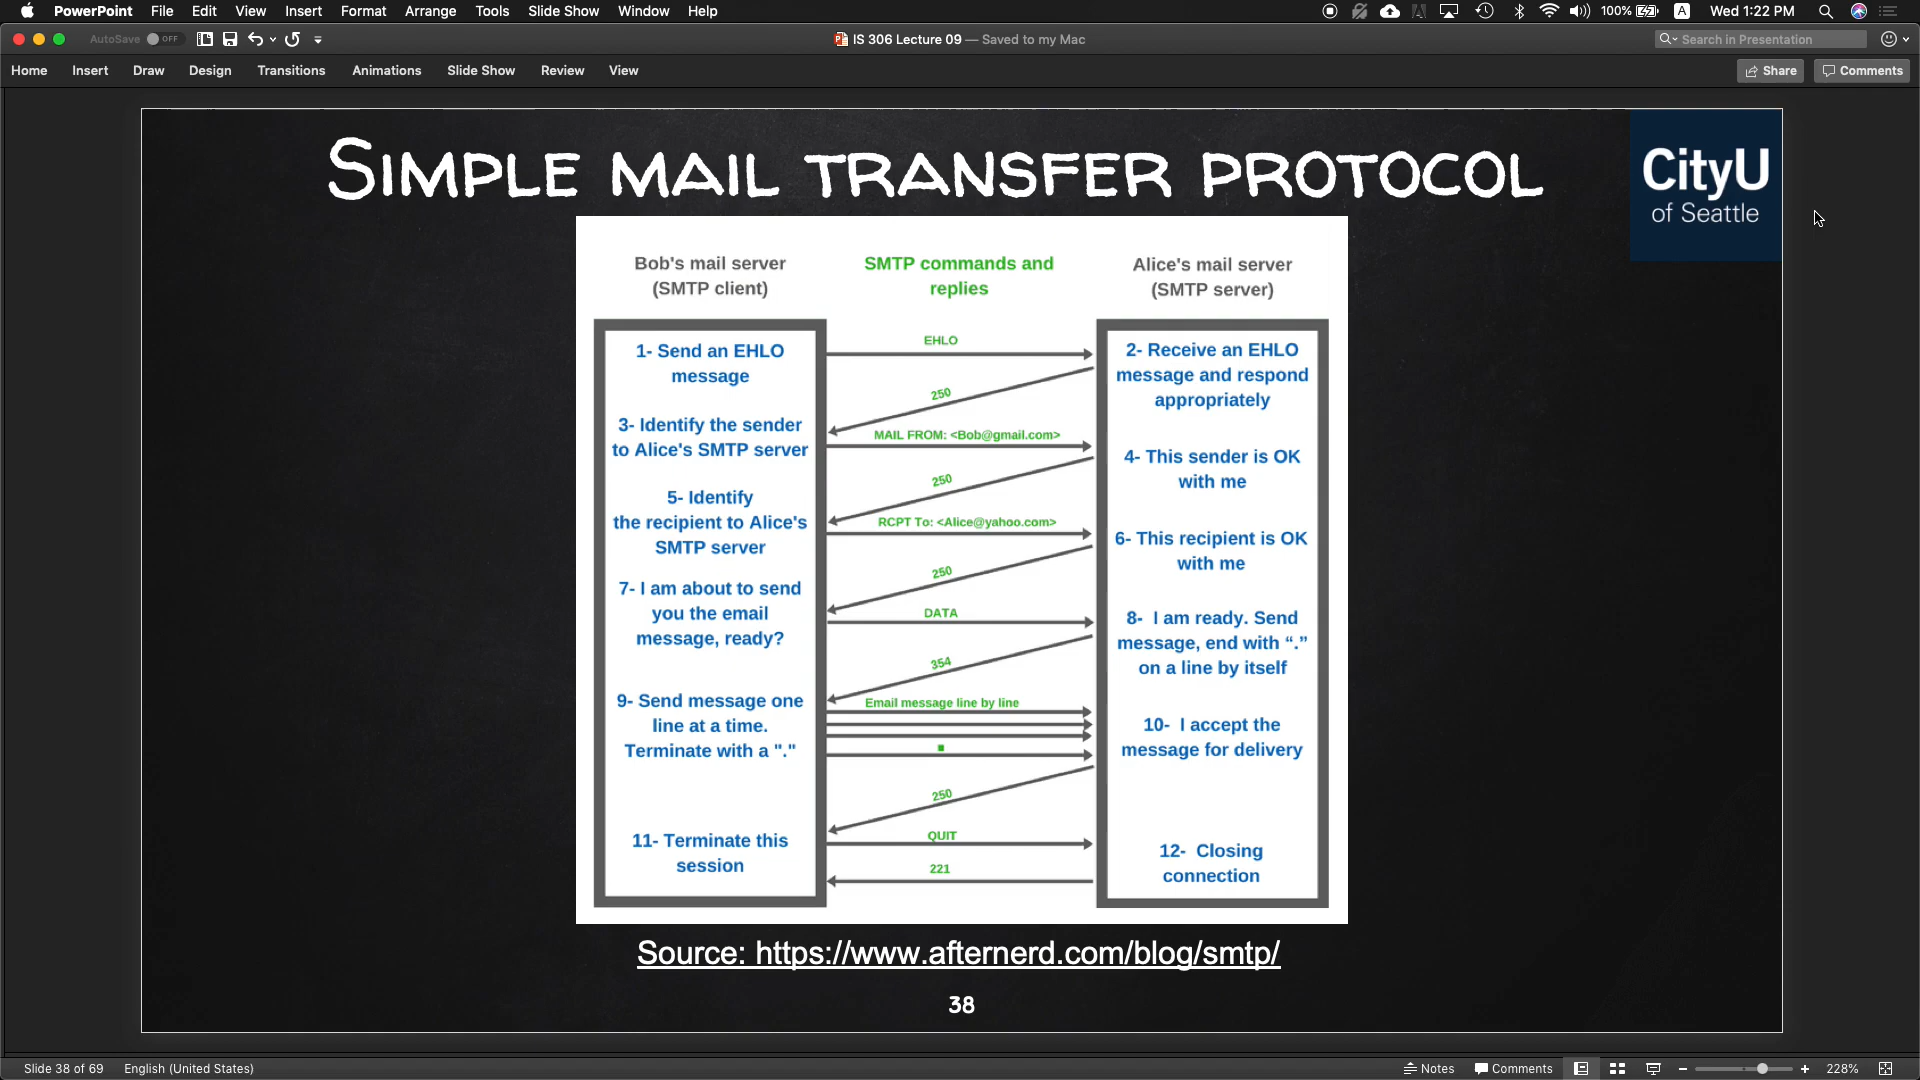 PowerPoint File Edit View Insert Format Arrange Tools Slide Show Window Help 100% A Wed 1:22 PM
AutoSave OFF IS 306 Lecture 09 — Saved to my Mac Search in Presentation
Home Insert Draw Design Transitions Animations Slide Show Review View Share Comments
SIMPLE MAIL TRANSFER PROTOCOL
CityU
of Seattle
Bob's mail server
(SMTP client)
SMTP commands and
replies
Alice's mail server
(SMTP server)
1- Send an EHLO
message
EHLO
2- Receive an EHLO
message and respond
appropriately
250
3- Identify the sender
to Alice's SMTP server
MAIL FROM: <Bob@gmail.com>
4- This sender is OK
with me
250
5- Identify
the recipient to Alice's
SMTP server
RCPT To: <Alice@yahoo.com>
6- This recipient is OK
with me
250
7- I am about to send
you the email
message, ready?
DATA
8- I am ready. Send
message, end with “.”
on a line by itself
354
9- Send message one
line at a time.
Terminate with a "."
Email message line by line
.
10- I accept the
message for delivery
250
11- Terminate this
session
QUIT
221
12- Closing
connection
Source: https://www.afternerd.com/blog/smtp/
38
Slide 38 of 69 English (United States) Notes Comments 228%